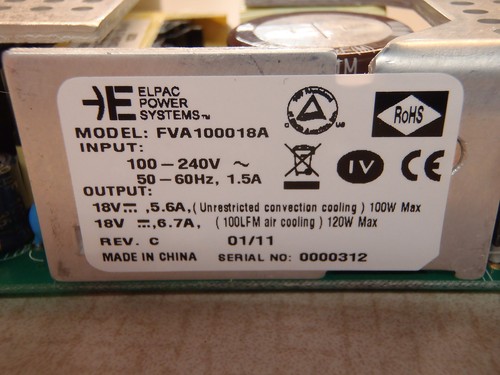 ELPAC
POWER
SYSTEMS™
MODEL: FVA100018A
INPUT:
100-240V ~
50-60Hz, 1.5A
OUTPUT:
18V⎓, 5.6A, (Unrestricted convection cooling) 100W Max
18V⎓, 6.7A, (100LFM air cooling) 120W Max
REV. C 01/11
MADE IN CHINA SERIAL NO: 0000312
C US
RoHS
IV
CE